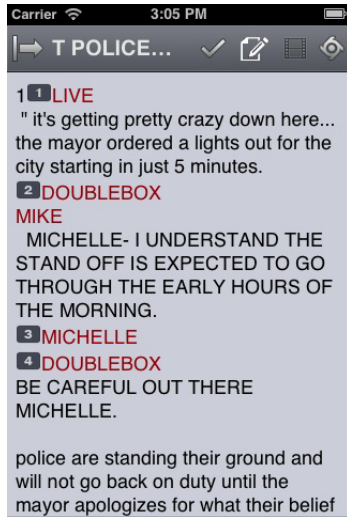 Carrier 3:05 PM
T POLICE...
1 1 LIVE
" it's getting pretty crazy down here...
the mayor ordered a lights out for the
city starting in just 5 minutes.
2 DOUBLEBOX
MIKE
MICHELLE- I UNDERSTAND THE
STAND OFF IS EXPECTED TO GO
THROUGH THE EARLY HOURS OF
THE MORNING.
3 MICHELLE
4 DOUBLEBOX
BE CAREFUL OUT THERE
MICHELLE.
police are standing their ground and
will not go back on duty until the
mayor apologizes for what their belief